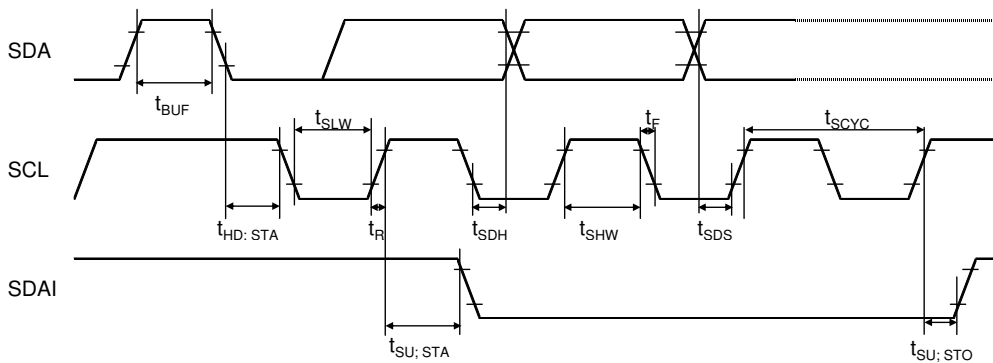 SDA
tBUF
tSLW
tF
tSCYC
SCL
tHD: STA
tR
tSDH
tSHW
tSDS
SDAI
tSU; STA
tSU; STO